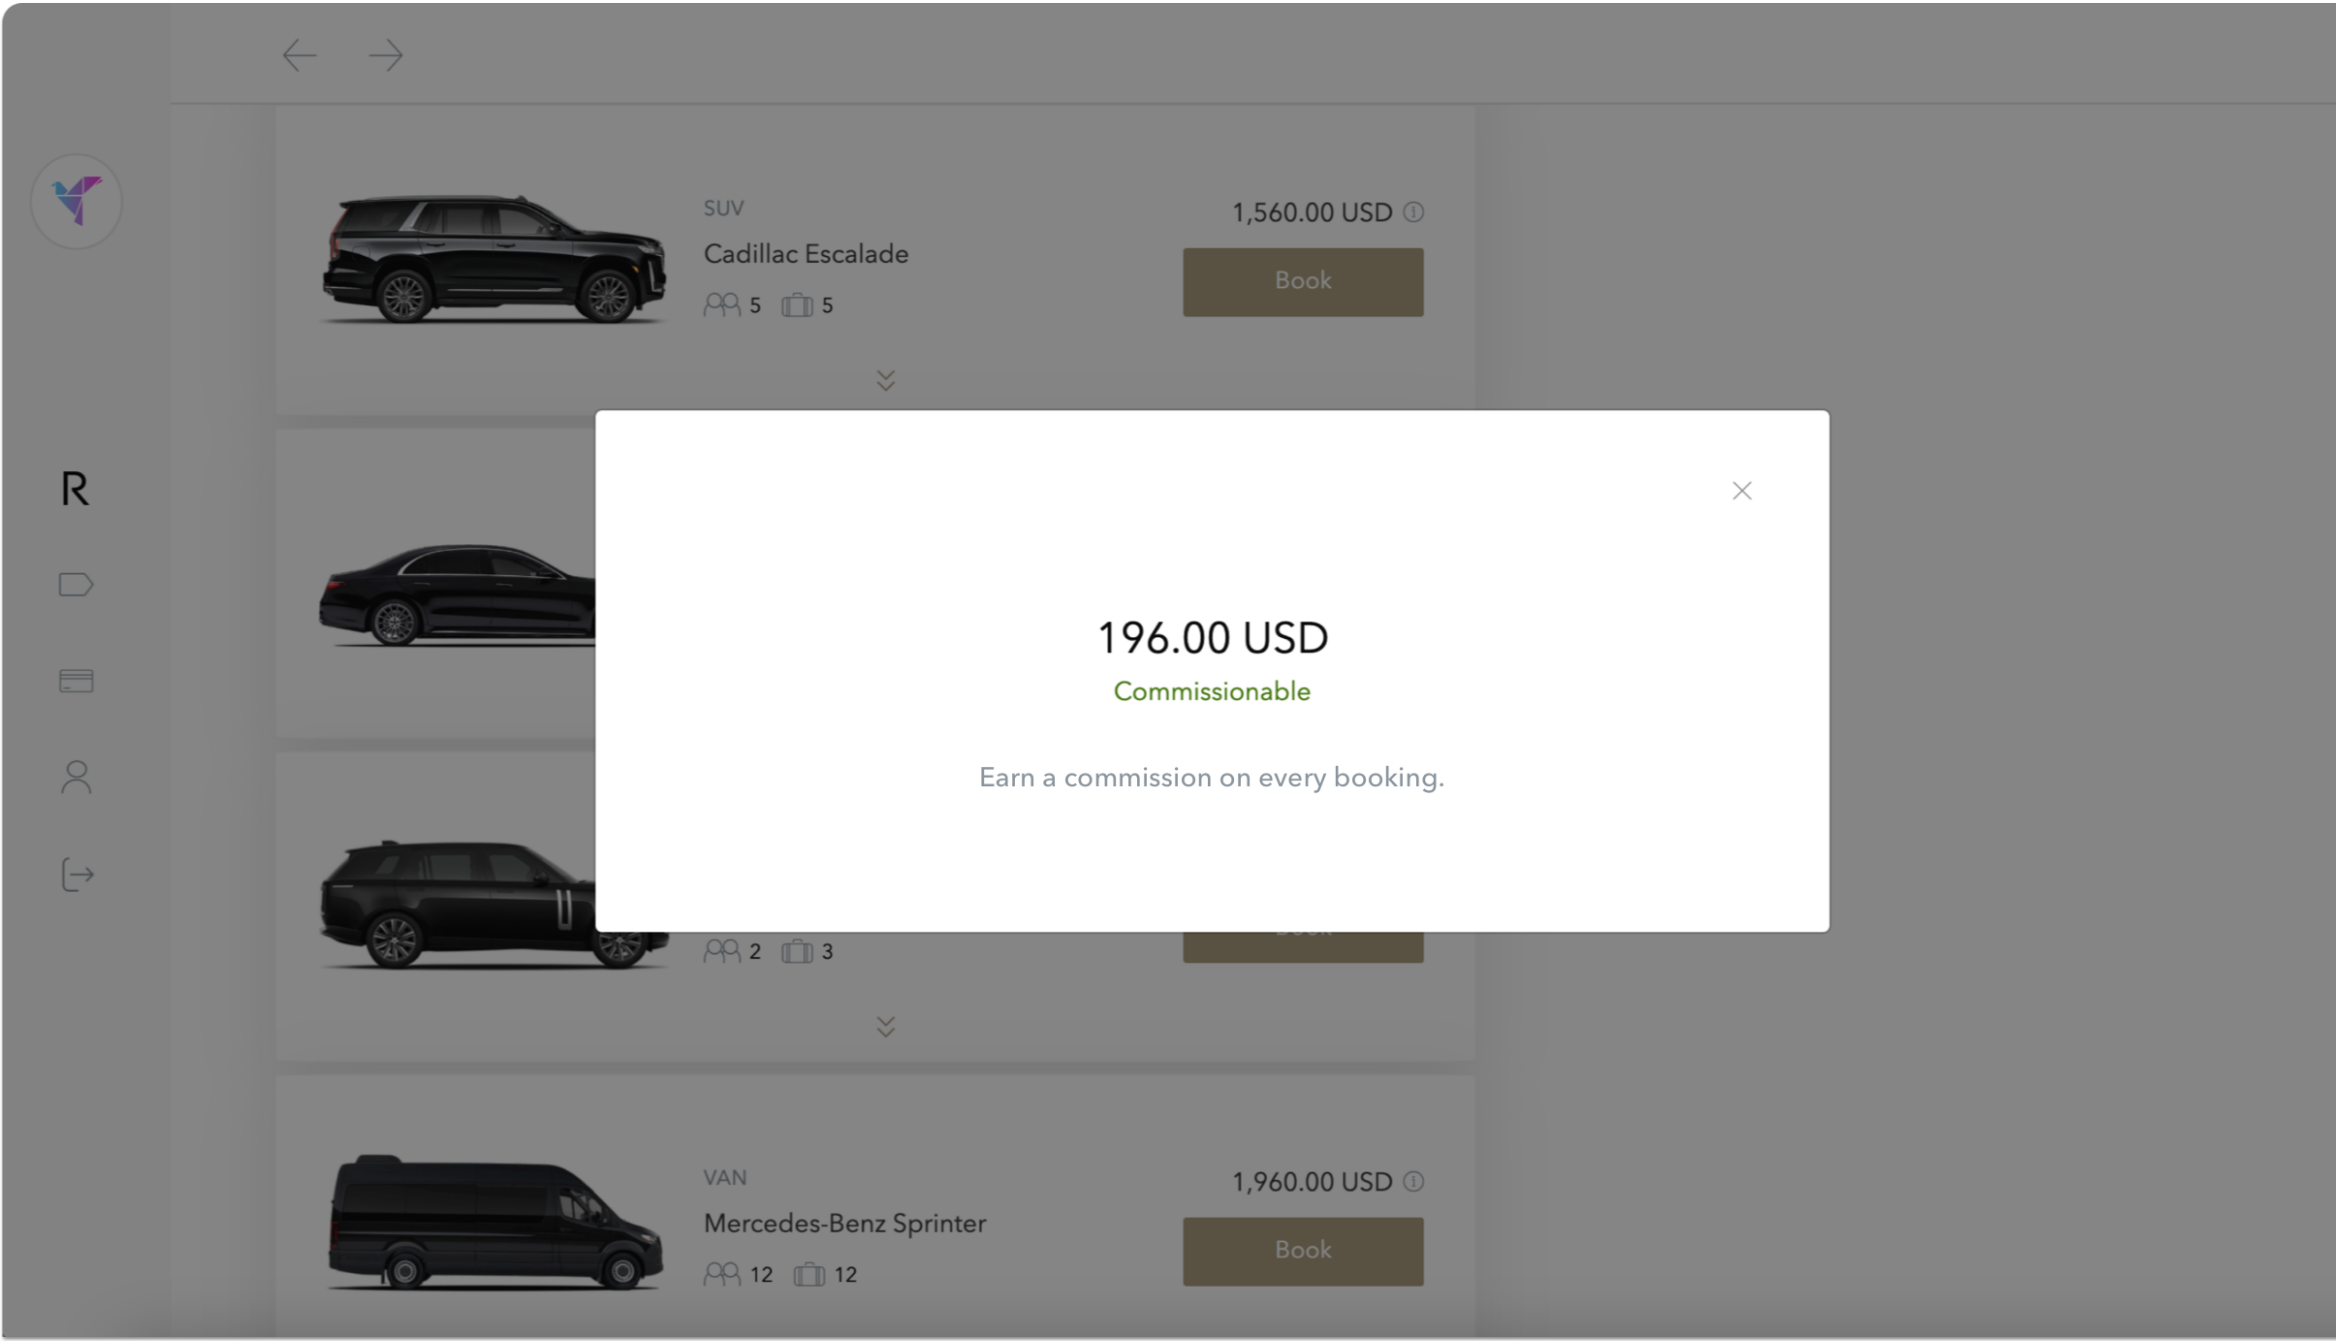 SUV
1,560.00 USD
Cadillac Escalade
Book
5 5
R
196.00 USD
Commissionable
Earn a commission on every booking.
2 3
VAN
1,960.00 USD
Mercedes-Benz Sprinter
Book
12 12